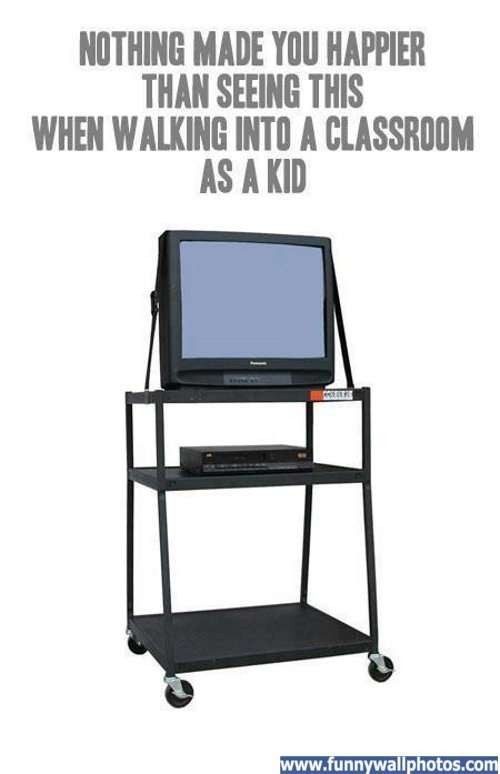 NOTHING MADE YOU HAPPIER
THAN SEEING THIS
WHEN WALKING INTO A CLASSROOM
AS A KID
Panasonic
www.funnywallphotos.com